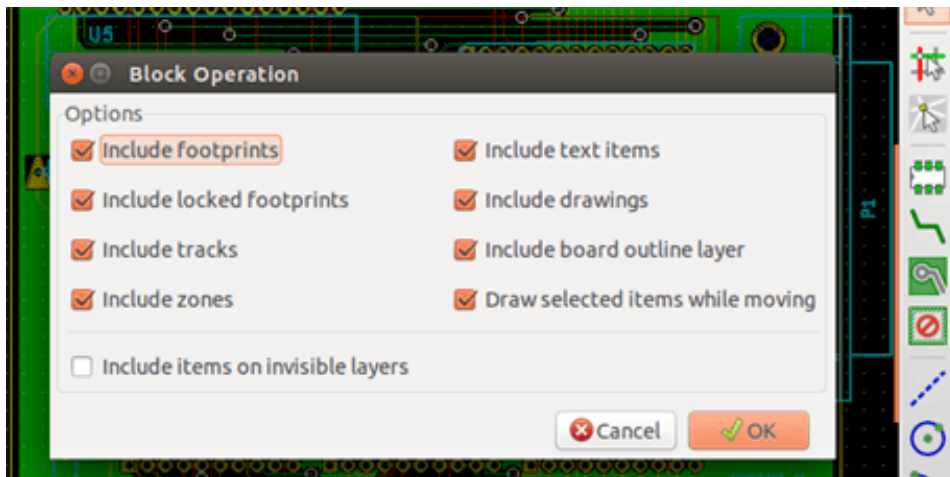 U5
Block Operation
Options
Include footprints
Include text items
Include locked footprints
Include drawings
Include tracks
Include board outline layer
Include zones
Draw selected items while moving
Include items on invisible layers
Cancel
OK
P1